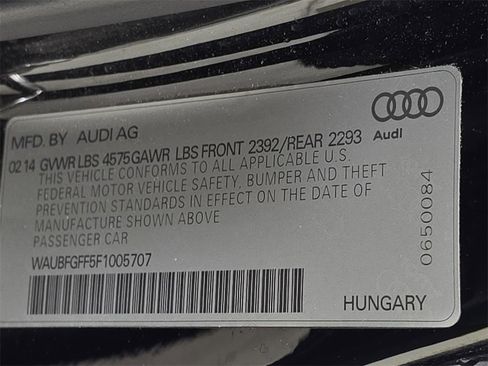 MFD. BY AUDI AG
02.14 GVWR LBS 4575 GAWR LBS FRONT 2392/REAR 2293
THIS VEHICLE CONFORMS TO ALL APPLICABLE U.S.
FEDERAL MOTOR VEHICLE SAFETY, BUMPER AND THEFT
PREVENTION STANDARDS IN EFFECT ON THE DATE OF
MANUFACTURE SHOWN ABOVE
PASSENGER CAR
WAUBFGFF5F1005707
Audi
0650084
HUNGARY